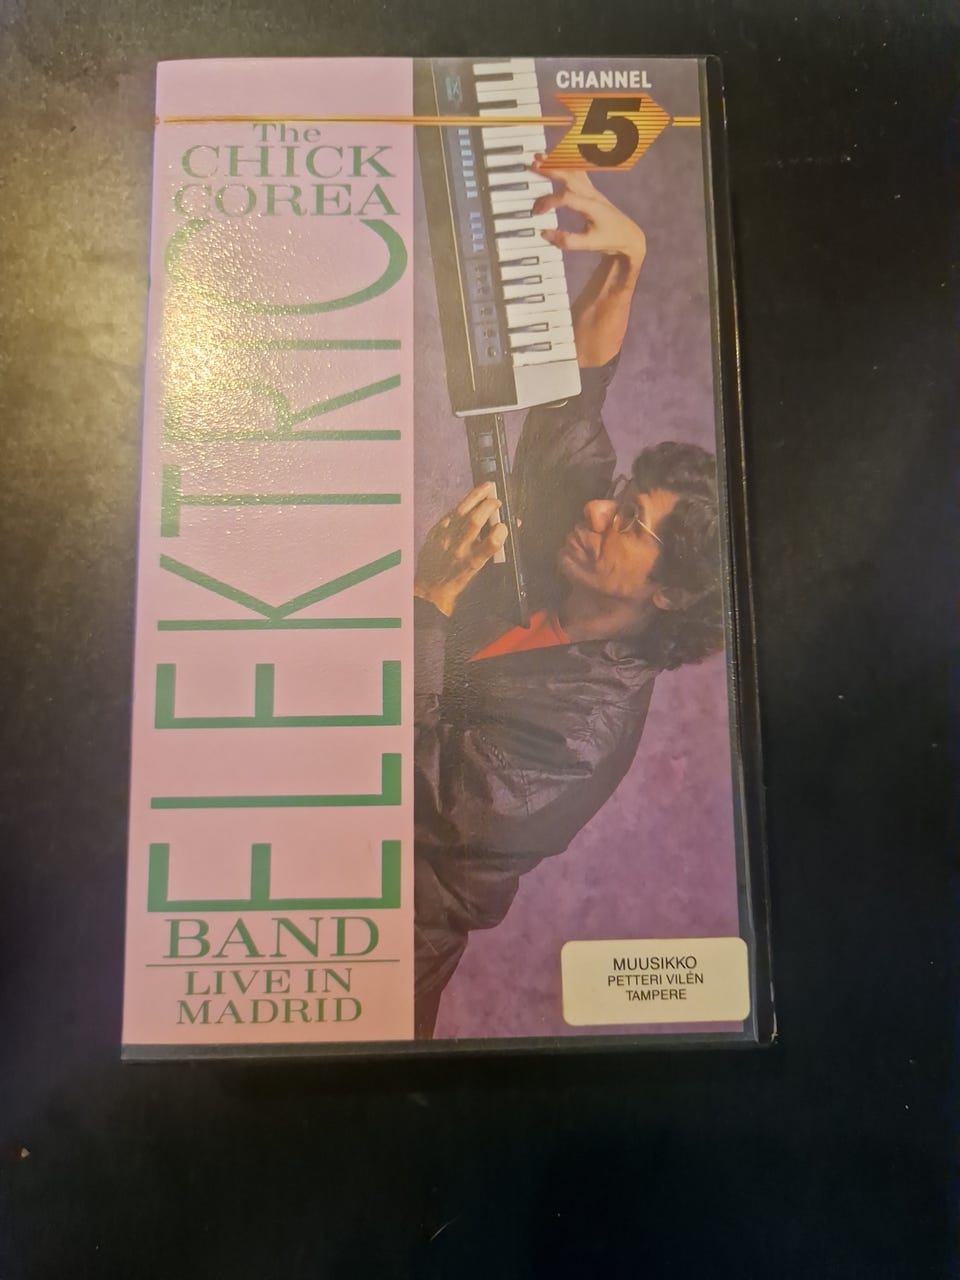 The
CHICK
COREA
ELEKTRIC
BAND
LIVE IN
MADRID
CHANNEL
5
MUUSIKKO
PETTERI VILÉN
TAMPERE